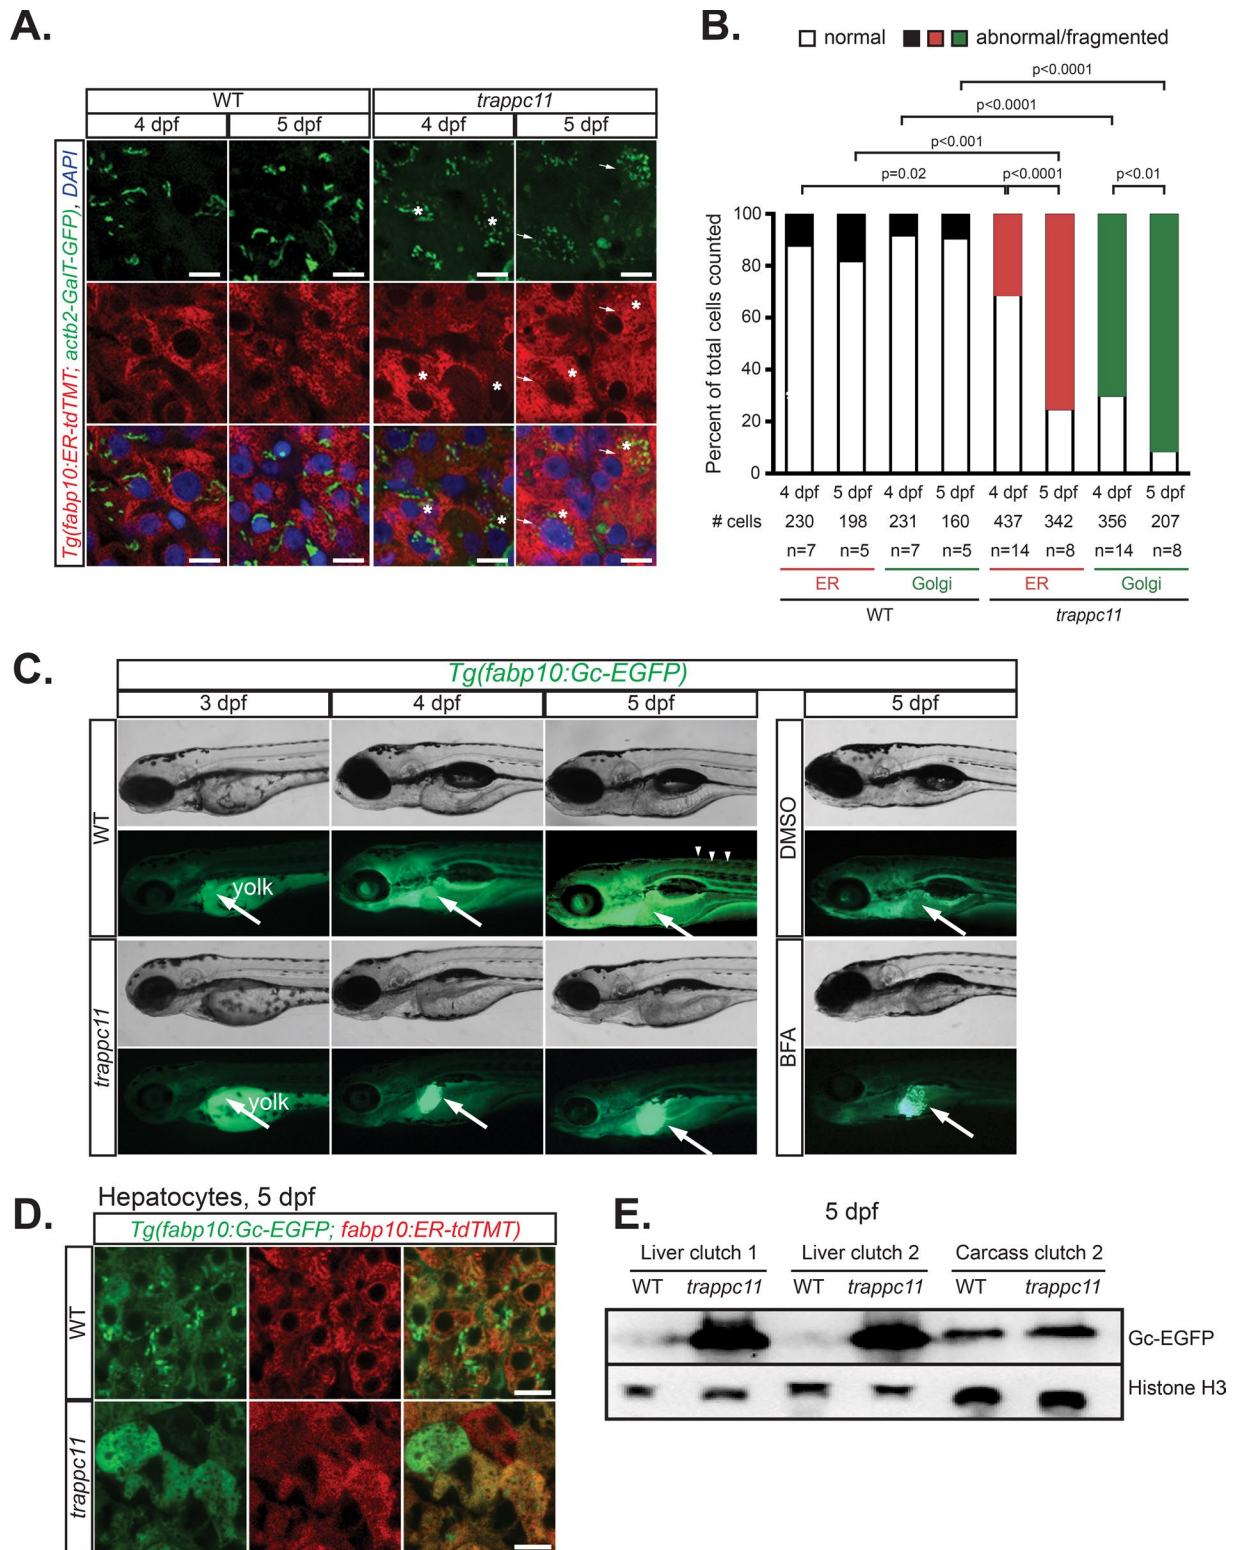 A.
WT
trappc11
4 dpf
5 dpf
4 dpf
5 dpf
Tg(fabp10:ER-tdTMT; actb2-GalT-GFP), DAPI
*
*
*
*
*
*
*
*
*
*
B.
normal
abnormal/fragmented
p<0.0001
p<0.0001
p<0.001
p=0.02
p<0.0001
p<0.01
Percent of total cells counted
100
80
60
40
20
0
4 dpf 5 dpf 4 dpf 5 dpf 4 dpf 5 dpf 4 dpf 5 dpf
# cells 230 198 231 160 437 342 356 207
n=7 n=5 n=7 n=5 n=14 n=8 n=14 n=8
ER Golgi ER Golgi
WT trappc11
C.
Tg(fabp10:Gc-EGFP)
3 dpf
4 dpf
5 dpf
5 dpf
WT
yolk
DMSO
trappc11
yolk
BFA
D.
Hepatocytes, 5 dpf
Tg(fabp10:Gc-EGFP; fabp10:ER-tdTMT)
WT
trappc11
E.
5 dpf
Liver clutch 1 Liver clutch 2 Carcass clutch 2
WT trappc11 WT trappc11 WT trappc11
Gc-EGFP
Histone H3